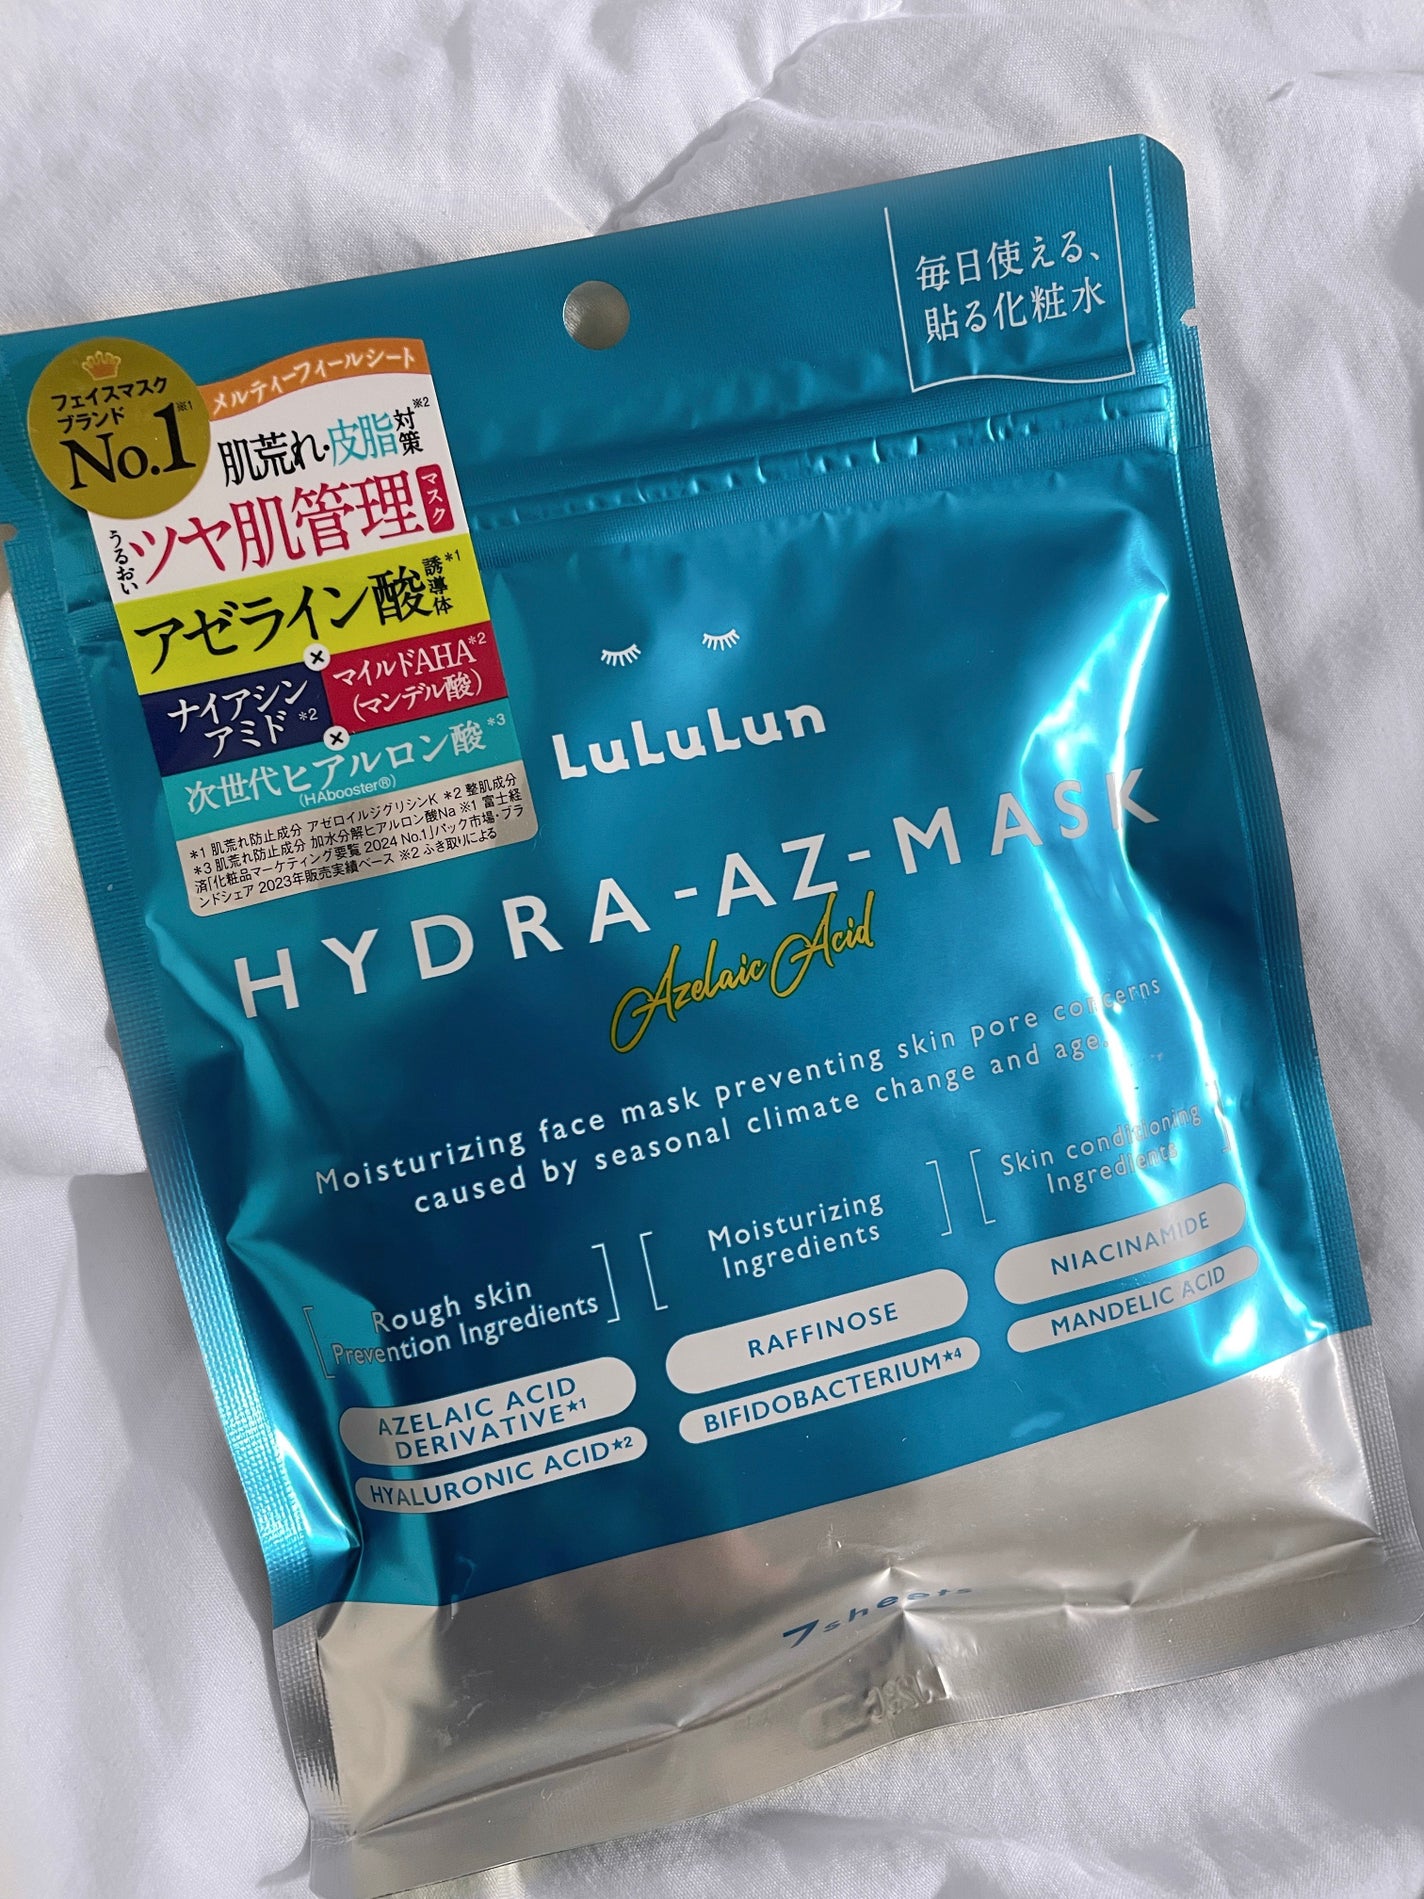 毎日使える、
貼る化粧水
フェイスマスク
ブランド
No.1※1
メルティーフィールシート
肌荒れ・皮脂対策※2
うるおいツヤ肌管理マスク
アゼライン酸誘導体*1
×
ナイアシンアミド*2
マイルドAHA*2
(マンデル酸)
×
次世代ヒアルロン酸*3
(HAbooster®)
*1 肌荒れ防止成分 アゼロイルジグリシンK *2 整肌成分
*3 肌荒れ防止成分 加水分解ヒアルロン酸Na ※1 富士経
済「化粧品マーケティング要覧 2024 No.1」パック市場・ブラ
ンドシェア 2023年販売実績ベース ※2 ふき取りによる
LuLuLun
HYDRA-AZ-MASK
Azelaic Acid
Moisturizing face mask preventing skin pore concerns
caused by seasonal climate change and age.
Rough skin
Prevention Ingredients
AZELAIC ACID
DERIVATIVE★1
HYALURONIC ACID★2
Moisturizing
Ingredients
RAFFINOSE
BIFIDOBACTERIUM★4
Skin conditioning
Ingredients
NIACINAMIDE
MANDELIC ACID
7sheets